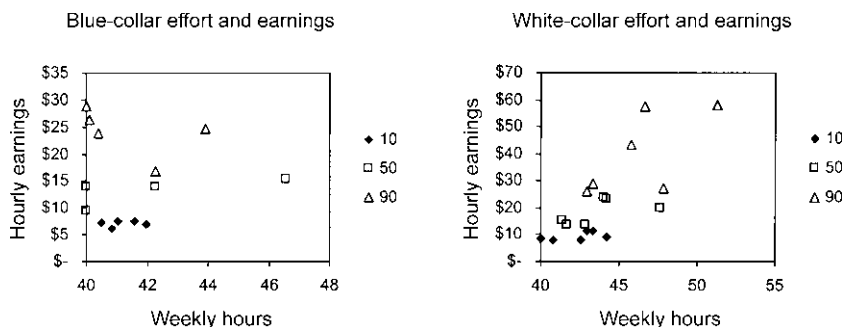 Blue-collar effort and earnings
$35
$30
$25
$20
$15
$10
$5
$-
Hourly earnings
40 42 44 46 48
Weekly hours
10
50
90
White-collar effort and earnings
$70
$60
$50
$40
$30
$20
$10
$-
Hourly earnings
40 45 50 55
Weekly hours
10
50
90